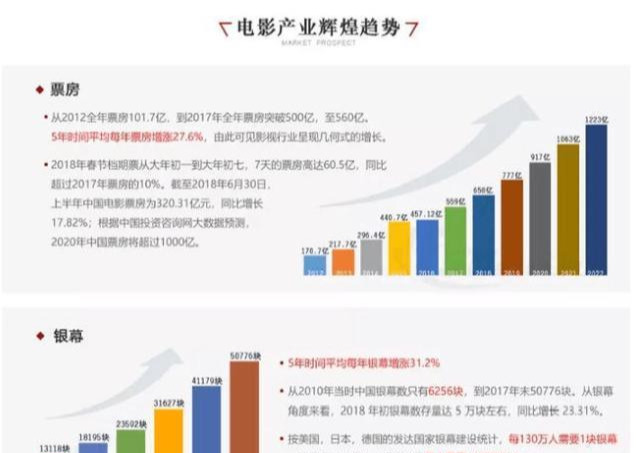 电影产业辉煌趋势
MARKET PROSPECT
票房
从2012全年票房101.7亿，到2017年全年票房突破500亿，至560亿。
5年时间平均每年票房增涨27.6%，由此可见影视行业呈现几何式的增长。
2018年春节档期票从大年初一到大年初七，7天的票房高达60.5亿，同比
超过2017年票房的10%。截至2018年6月30日，
上半年中国电影票房为320.31亿元，同比增长
17.82%；根据中国投资咨询网大数据预测，
2020年中国票房将超过1000亿。
170.7亿
217.7亿
296.4亿
440.7亿
457.12亿
559亿
650亿
777亿
917亿
1063亿
1223亿
2012 2013 2014 2015 2016 2017 2018 2019 2020 2021 2022
银幕
13118块
18195块
23592块
31627块
41179块
50776块
5年时间平均每年银幕增涨31.2%
从2010年当时中国银幕数只有6256块，到2017年末50776块。从银幕
角度来看，2018 年初银幕数存量达 5 万块左右，同比增长 23.31%。
按美国，日本，德国的发达国家银幕建设统计，每130万人需要1块银幕